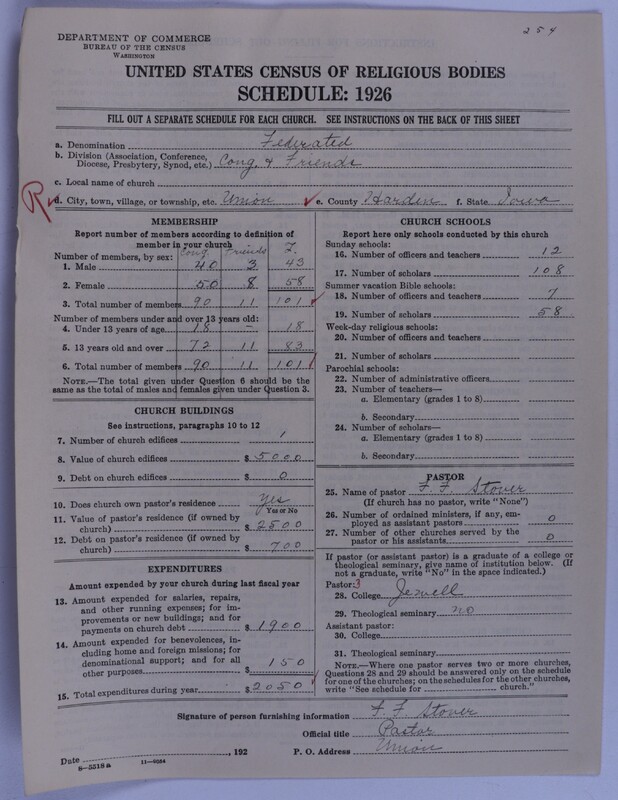 254
DEPARTMENT OF COMMERCE
BUREAU OF THE CENSUS
WASHINGTON
UNITED STATES CENSUS OF RELIGIOUS BODIES
SCHEDULE: 1926
FILL OUT A SEPARATE SCHEDULE FOR EACH CHURCH. SEE INSTRUCTIONS ON THE BACK OF THIS SHEET
a. Denomination Federated
b. Division (Association, Conference,
Diocese, Presbytery, Synod, etc.) Cong. & Friends
c. Local name of church
R
d. City, town, village, or township, etc. Union e. County Hardin f. State Iowa
MEMBERSHIP
Report number of members according to definition of
member in your church
Cong Friends F.
Number of members, by sex:
1. Male 40 3 43
2. Female 50 8 58
3. Total number of members 90 11 101
Number of members under and over 13 years old:
4. Under 13 years of age 18 – 18
5. 13 years old and over 72 11 83
6. Total number of members 90 11 101
NOTE.—The total given under Question 6 should be the
same as the total of males and females given under Question 3.
CHURCH BUILDINGS
See instructions, paragraphs 10 to 12
7. Number of church edifices 1
8. Value of church edifices $ 5000
9. Debt on church edifices $ 0
10. Does church own pastor's residence Yes
Yes or No
11. Value of pastor's residence (if owned by
church) $ 2500
12. Debt on pastor's residence (if owned by
church) $ 700
EXPENDITURES
Amount expended by your church during last fiscal year
13. Amount expended for salaries, repairs,
and other running expenses; for im-
provements or new buildings; and for
payments on church debt $ 1900
14. Amount expended for benevolences, in-
cluding home and foreign missions; for
denominational support; and for all
other purposes $ 150
15. Total expenditures during year $ 2050
CHURCH SCHOOLS
Report here only schools conducted by this church
Sunday schools:
16. Number of officers and teachers 12
17. Number of scholars 108
Summer vacation Bible schools:
18. Number of officers and teachers 7
19. Number of scholars 58
Week-day religious schools:
20. Number of officers and teachers
21. Number of scholars
Parochial schools:
22. Number of administrative officers
23. Number of teachers—
a. Elementary (grades 1 to 8)
b. Secondary
24. Number of scholars—
a. Elementary (grades 1 to 8)
b. Secondary
PASTOR
25. Name of pastor F. F. Stover
(If church has no pastor, write "None")
26. Number of ordained ministers, if any, em-
ployed as assistant pastors 0
27. Number of other churches served by the
pastor or his assistants 0
If pastor (or assistant pastor) is a graduate of a college or
theological seminary, give name of institution below. (If
not a graduate, write "No" in the space indicated.)
Pastor: 3
28. College Jewell
29. Theological seminary no
Assistant pastor:
30. College
31. Theological seminary
NOTE.—Where one pastor serves two or more churches,
Questions 28 and 29 should be answered only on the schedule
for one of the churches; on the schedules for the other churches,
write "See schedule for church."
Signature of person furnishing information F. F. Stover
Official title Pastor
Date , 192 P. O. Address Union
8-5518a 11-9034